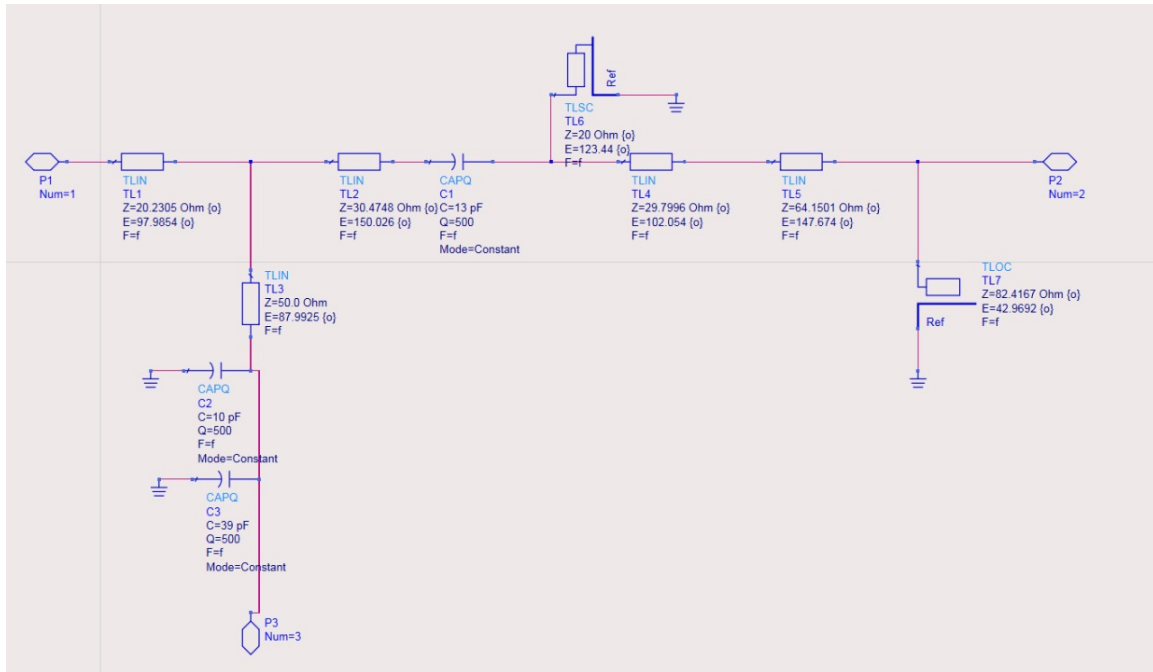 Ref
TLSC
TL6
Z=20 Ohm {o}
E=123.44 {o}
F=f
P1
Num=1
TLIN
TL1
Z=20.2305 Ohm {o}
E=97.9854 {o}
F=f
TLIN
TL2
Z=30.4748 Ohm {o}
E=150.026 {o}
F=f
CAPQ
C1
C=13 pF
Q=500
F=f
Mode=Constant
TLIN
TL4
Z=29.7996 Ohm {o}
E=102.054 {o}
F=f
TLIN
TL5
Z=64.1501 Ohm {o}
E=147.674 {o}
F=f
P2
Num=2
TLIN
TL3
Z=50.0 Ohm
E=87.9925 {o}
F=f
TLOC
TL7
Z=82.4167 Ohm {o}
E=42.9692 {o}
F=f
Ref
CAPQ
C2
C=10 pF
Q=500
F=f
Mode=Constant
CAPQ
C3
C=39 pF
Q=500
F=f
Mode=Constant
P3
Num=3